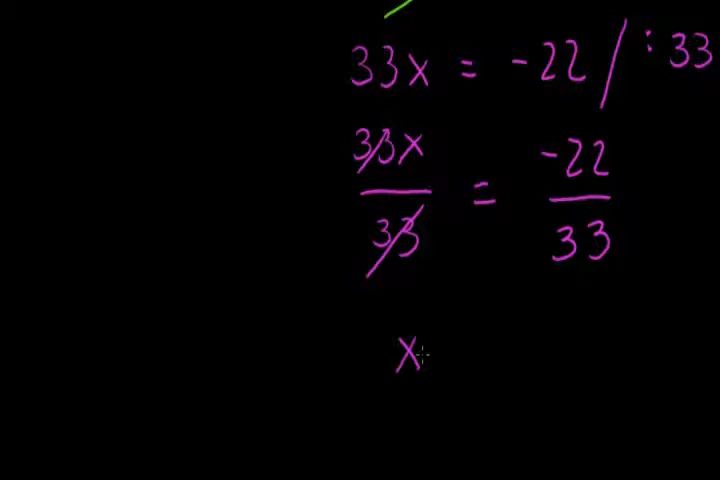 33x = -22 / : 33
33x / 33 = -22 / 33
x